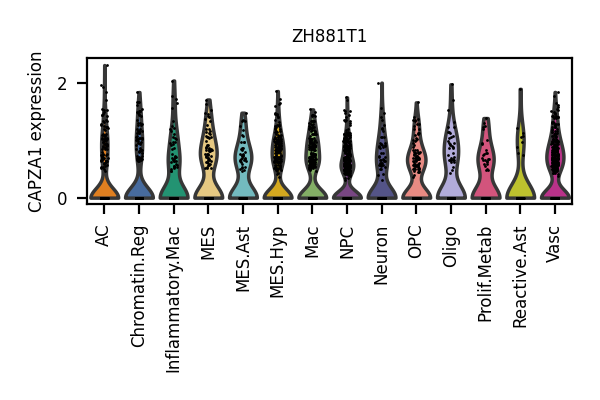 ZH881T1
CAPZA1 expression
2
0
AC
Chromatin.Reg
Inflammatory.Mac
MES
MES.Ast
MES.Hyp
Mac
NPC
Neuron
OPC
Oligo
Prolif.Metab
Reactive.Ast
Vasc